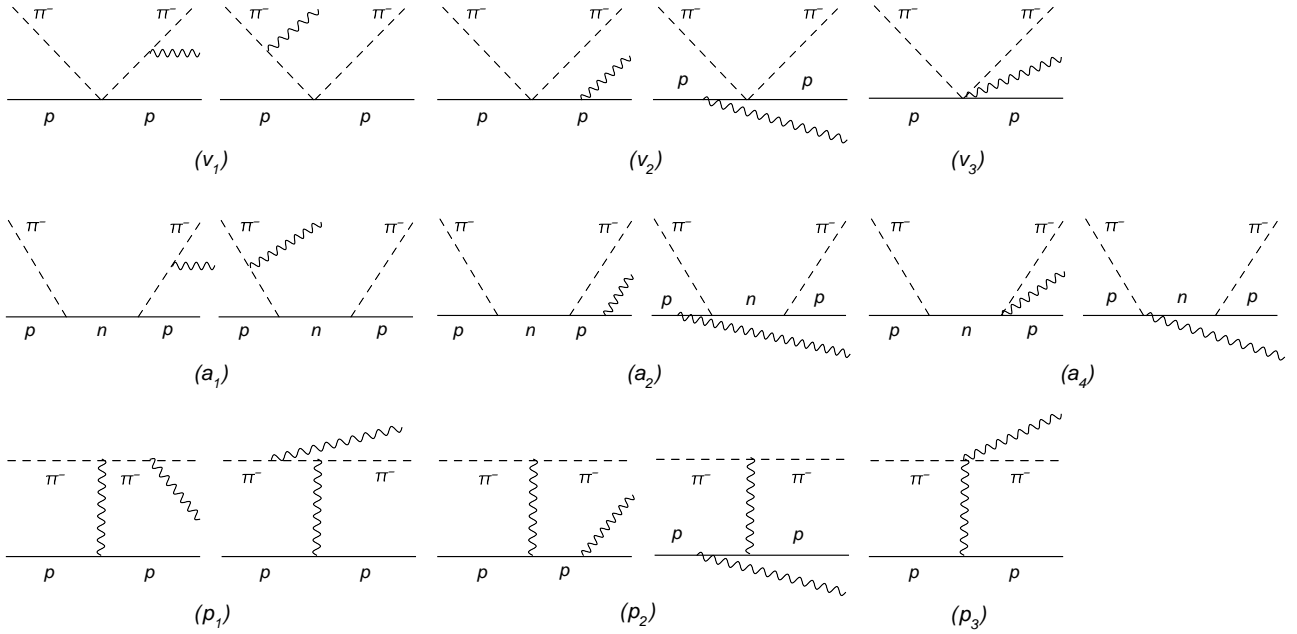 π⁻ π⁻ π⁻ π⁻ π⁻ π⁻ π⁻ π⁻ π⁻ π⁻
p p
p p p p p p p p
(v₁) (v₂) (v₃)
π⁻ π⁻ π⁻ π⁻ π⁻ π⁻ π⁻ π⁻ π⁻ π⁻ π⁻ π⁻
p n p p n p
p n p p n p p n p p n p
(a₁) (a₂) (a₄)
π⁻ π⁻ π⁻ π⁻ π⁻ π⁻ π⁻ π⁻ π⁻ π⁻
p p
p p p p p p p p
(p₁) (p₂) (p₃)